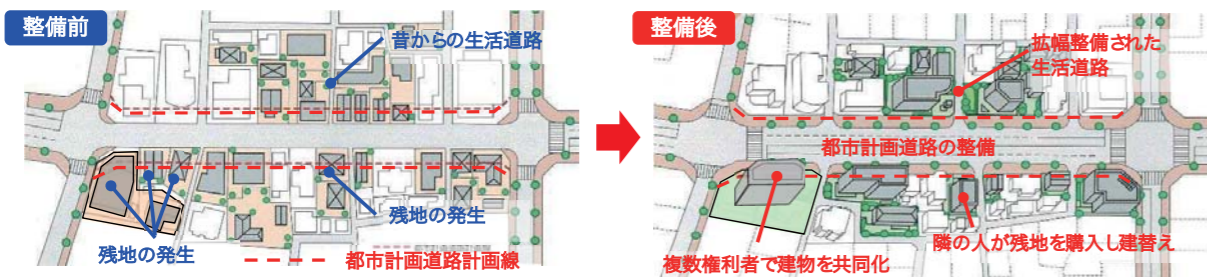 整備前
昔からの生活道路
残地の発生
残地の発生
都市計画道路計画線
整備後
拡幅整備された
生活道路
都市計画道路の整備
隣の人が残地を購入し建替え
複数権利者で建物を共同化